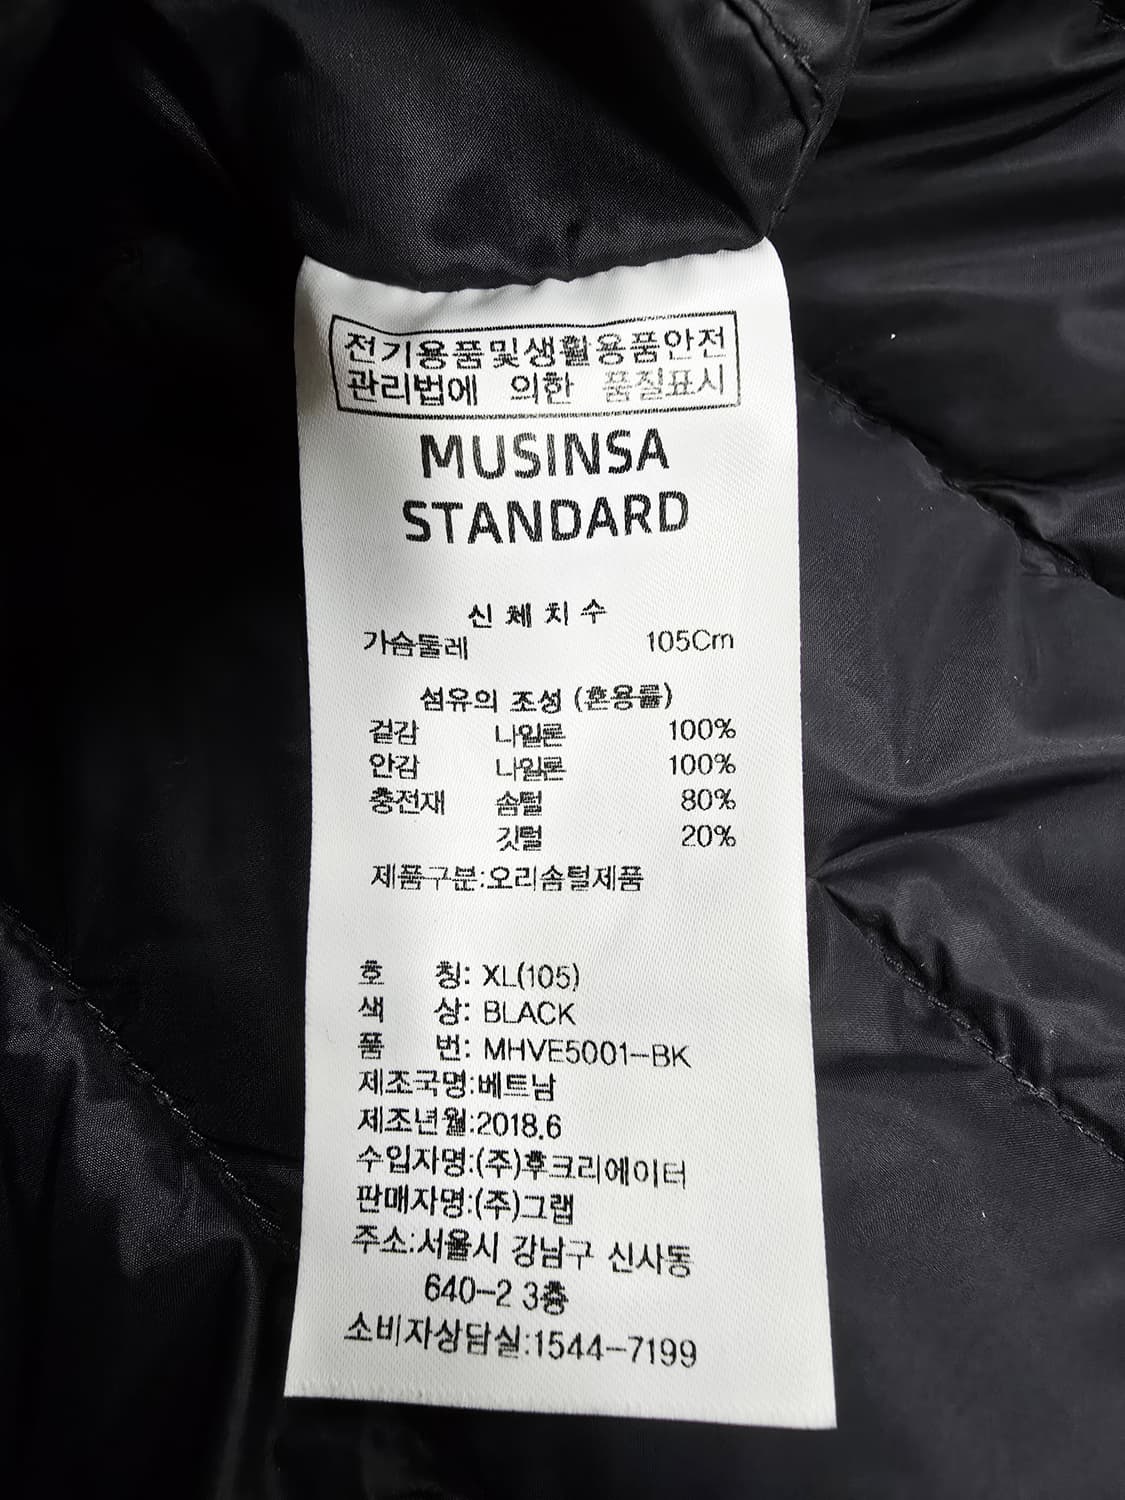 전기용품및생활용품안전
관리법에 의한 품질표시
MUSINSA
STANDARD
신체치수
가슴둘레 105Cm
섬유의 조성 (혼용률)
겉감 나일론 100%
안감 나일론 100%
충전재 솜털 80%
깃털 20%
제품구분:오리솜털제품
호 칭: XL(105)
색 상: BLACK
품 번: MHVE5001-BK
제조국명:베트남
제조년월:2018.6
수입자명:(주)후크리에이터
판매자명:(주)그랩
주소:서울시 강남구 신사동
640-2 3층
소비자상담실:1544-7199